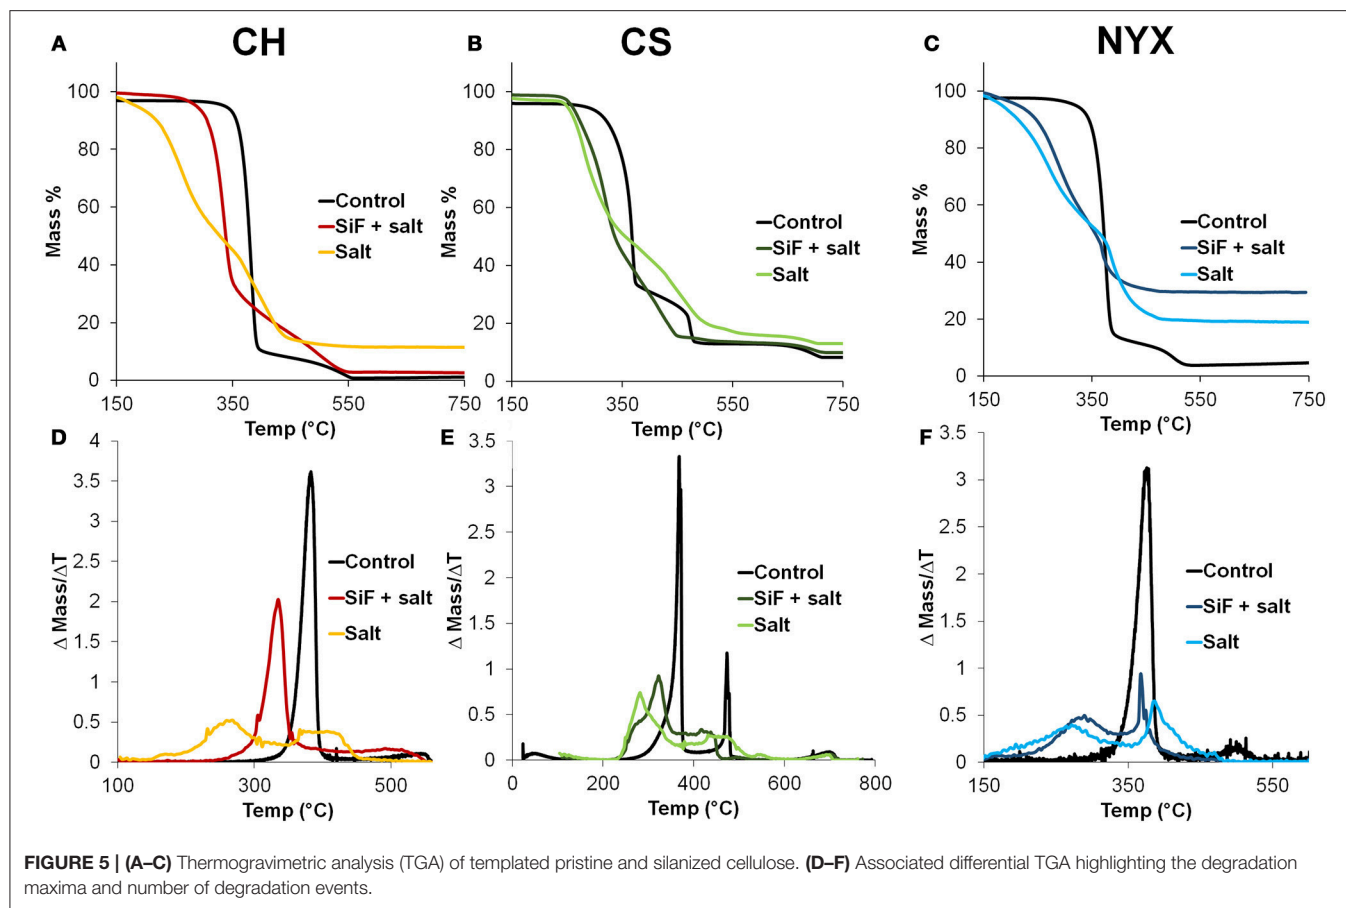 A CH
B CS
C NYX
100
80
60
40
20
0
Mass %
150 350 550 750
Temp (°C)
Control
SiF + salt
Salt
100
80
60
40
20
0
Mass %
150 350 550 750
Temp (°C)
Control
SiF + salt
Salt
100
80
60
40
20
0
Mass %
150 350 550 750
Temp (°C)
Control
SiF + salt
Salt
D
4
3.5
3
2.5
2
1.5
1
0.5
0
Δ Mass/ΔT
100 300 500
Temp (°C)
Control
SiF + salt
Salt
E
3.5
3
2.5
2
1.5
1
0.5
0
Δ Mass/ΔT
0 200 400 600 800
Temp (°C)
Control
SiF + salt
Salt
F
3.5
3
2.5
2
1.5
1
0.5
0
Δ Mass/ΔT
150 350 550
Temp (°C)
Control
SiF + salt
Salt
FIGURE 5 | (A–C) Thermogravimetric analysis (TGA) of templated pristine and silanized cellulose. (D–F) Associated differential TGA highlighting the degradation
maxima and number of degradation events.